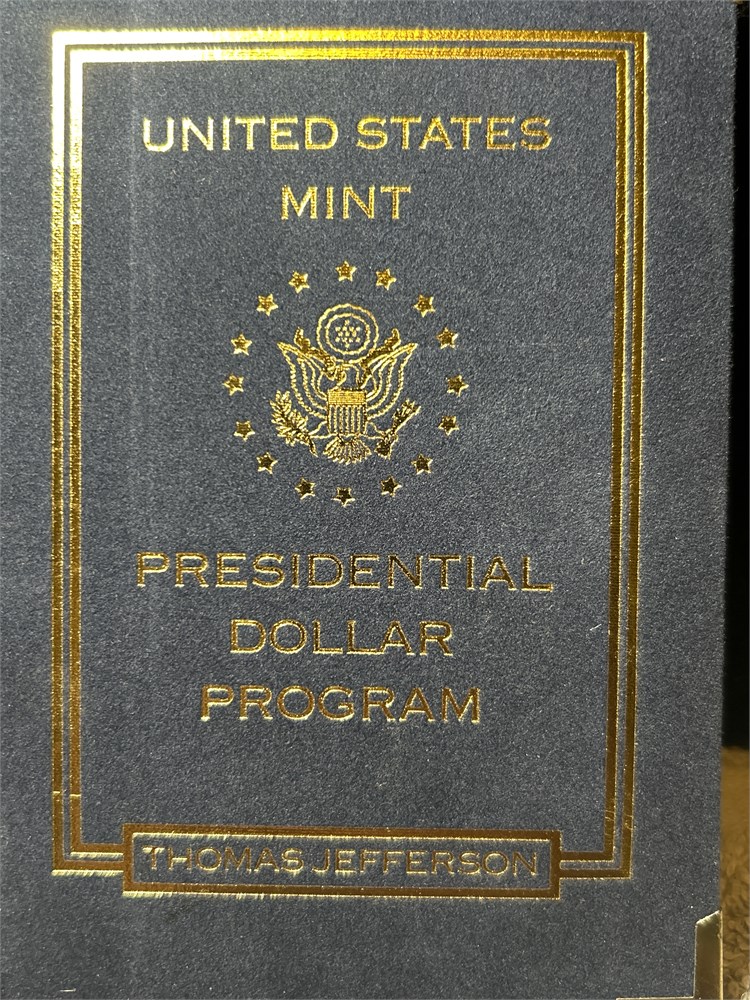 UNITED STATES
MINT
PRESIDENTIAL
DOLLAR
PROGRAM
THOMAS JEFFERSON